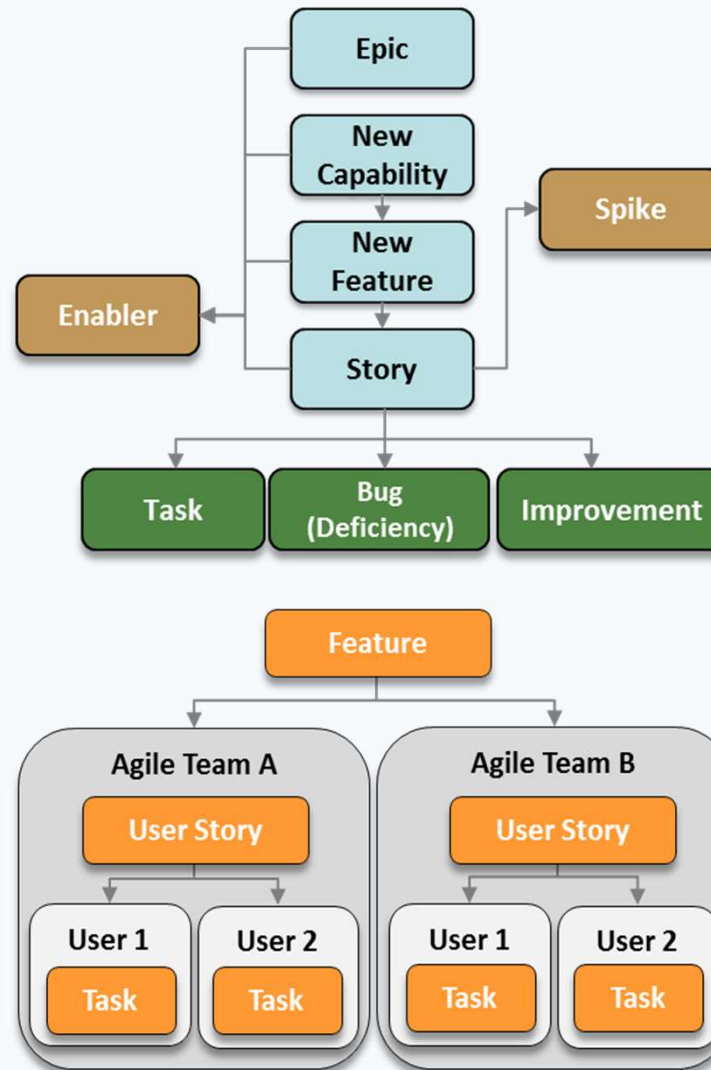 Epic
New
Capability
Spike
New
Feature
Enabler
Story
Task
Bug
(Deficiency)
Improvement
Feature
Agile Team A
Agile Team B
User Story
User Story
User 1
User 2
User 1
User 2
Task
Task
Task
Task